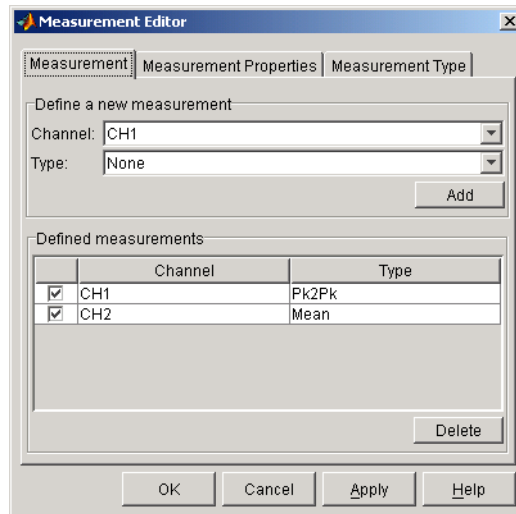 Measurement Editor
Measurement Measurement Properties Measurement Type
Define a new measurement
Channel: CH1
Type: None
Add
Defined measurements
Channel Type
CH1 Pk2Pk
CH2 Mean
Delete
OK Cancel Apply Help